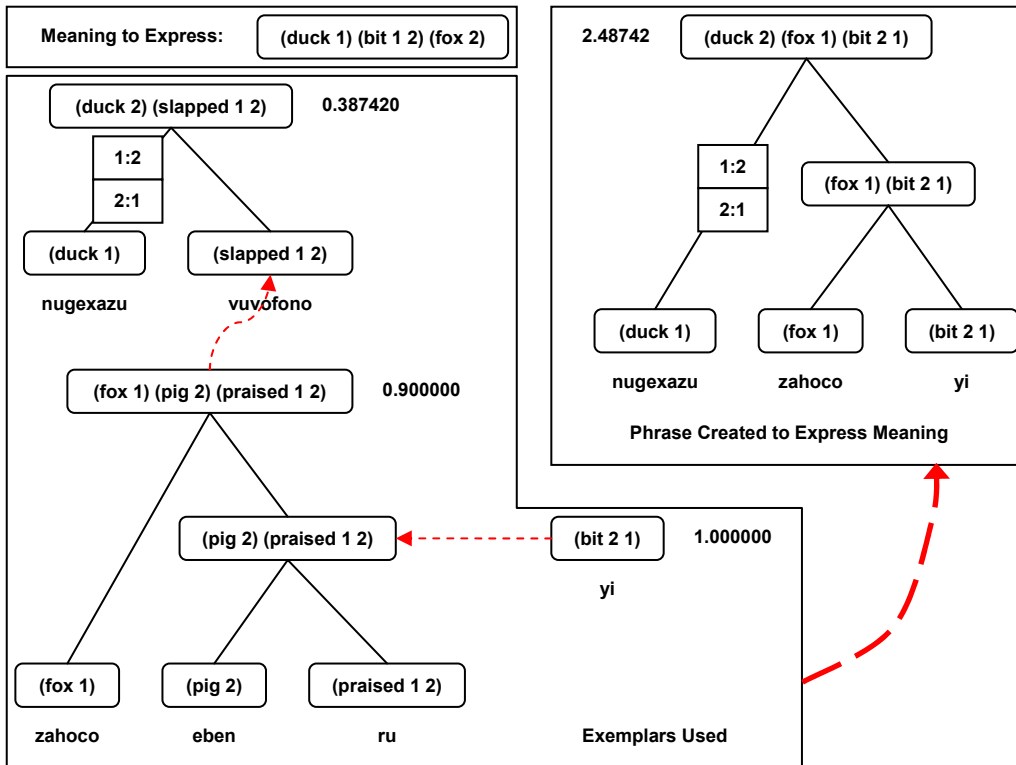 Meaning to Express:
(duck 1) (bit 1 2) (fox 2)
(duck 2) (slapped 1 2)
0.387420
1:2
2:1
(duck 1)
(slapped 1 2)
nugexazu
vuvofono
(fox 1) (pig 2) (praised 1 2)
0.900000
(pig 2) (praised 1 2)
(bit 2 1)
1.000000
yi
(fox 1)
(pig 2)
(praised 1 2)
zahoco
eben
ru
Exemplars Used
2.48742
(duck 2) (fox 1) (bit 2 1)
1:2
2:1
(fox 1) (bit 2 1)
(duck 1)
(fox 1)
(bit 2 1)
nugexazu
zahoco
yi
Phrase Created to Express Meaning